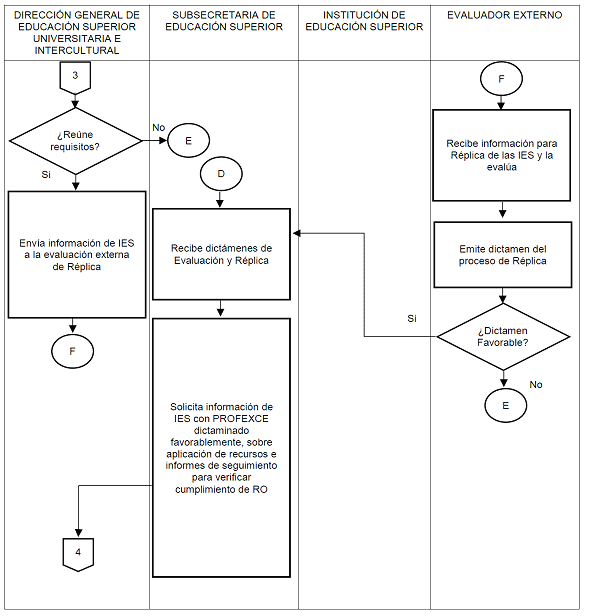 DIRECCIÓN GENERAL DE
EDUCACIÓN SUPERIOR
UNIVERSITARIA E
INTERCULTURAL
SUBSECRETARIA DE
EDUCACIÓN SUPERIOR
INSTITUCIÓN DE
EDUCACIÓN SUPERIOR
EVALUADOR EXTERNO
3
¿Reúne
requisitos?
No
E
Si
Envía información de IES
a la evaluación externa
de Réplica
F
D
Recibe dictámenes de
Evaluación y Réplica
Solicita información de
IES con PROFEXCE
dictaminado
favorablemente, sobre
aplicación de recursos e
informes de seguimiento
para verificar
cumplimiento de RO
4
F
Recibe información para
Réplica de las IES y la
evalúa
Emite dictamen del
proceso de Réplica
Si
¿Dictamen
Favorable?
No
E